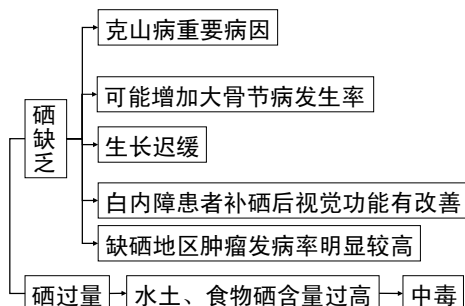 克山病重要病因
可能增加大骨节病发生率
硒缺乏
生长迟缓
白内障患者补硒后视觉功能有改善
缺硒地区肿瘤发病率明显较高
硒过量
水土、食物硒含量过高
中毒